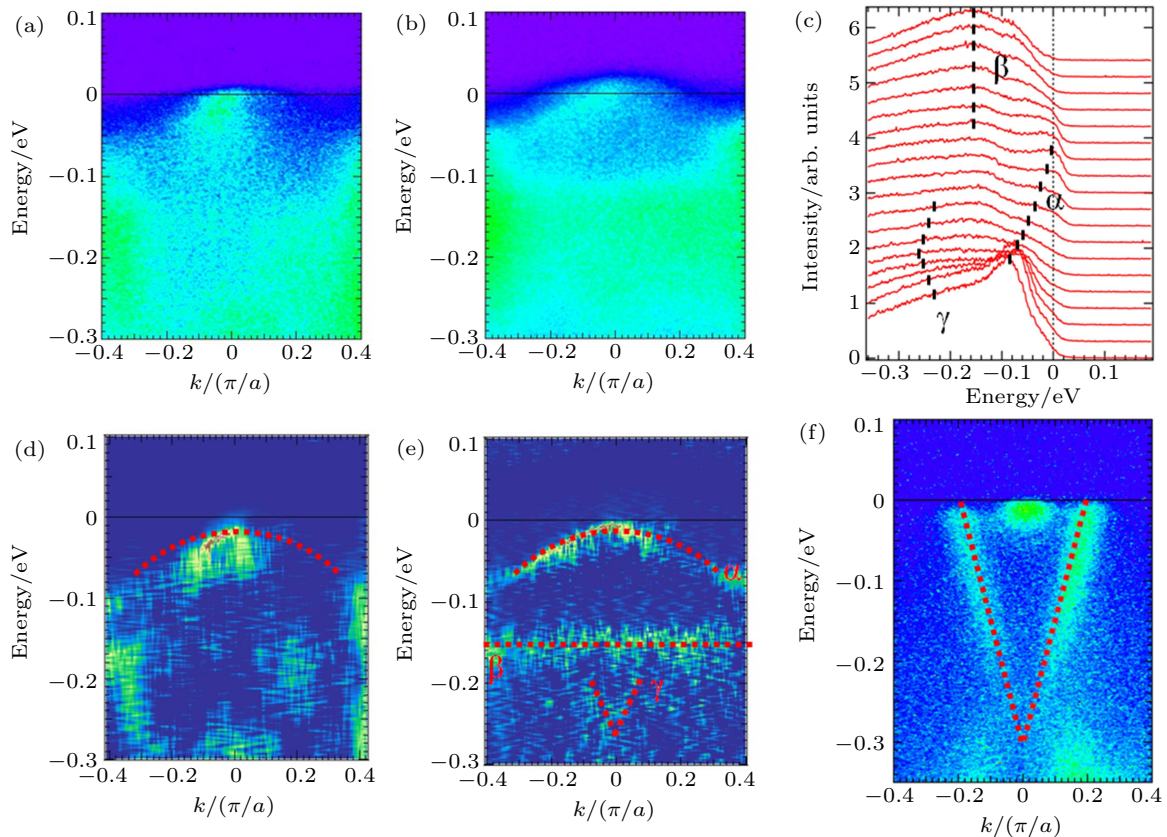 (a)
0.1
0
−0.1
−0.2
−0.3
Energy/eV
−0.4 −0.2 0 0.2 0.4
k/(π/a)
(b)
0.1
0
−0.1
−0.2
−0.3
Energy/eV
−0.4 −0.2 0 0.2 0.4
k/(π/a)
(c)
6
5
4
3
2
1
0
Intensity/arb. units
β
α
γ
−0.3 −0.2 −0.1 0 0.1
Energy/eV
(d)
0.1
0
−0.1
−0.2
−0.3
Energy/eV
−0.4 −0.2 0 0.2 0.4
k/(π/a)
(e)
0.1
0
−0.1
−0.2
−0.3
Energy/eV
α
β
γ
−0.4 −0.2 0 0.2 0.4
k/(π/a)
(f)
0.1
0
−0.1
−0.2
−0.3
Energy/eV
−0.4 −0.2 0 0.2 0.4
k/(π/a)